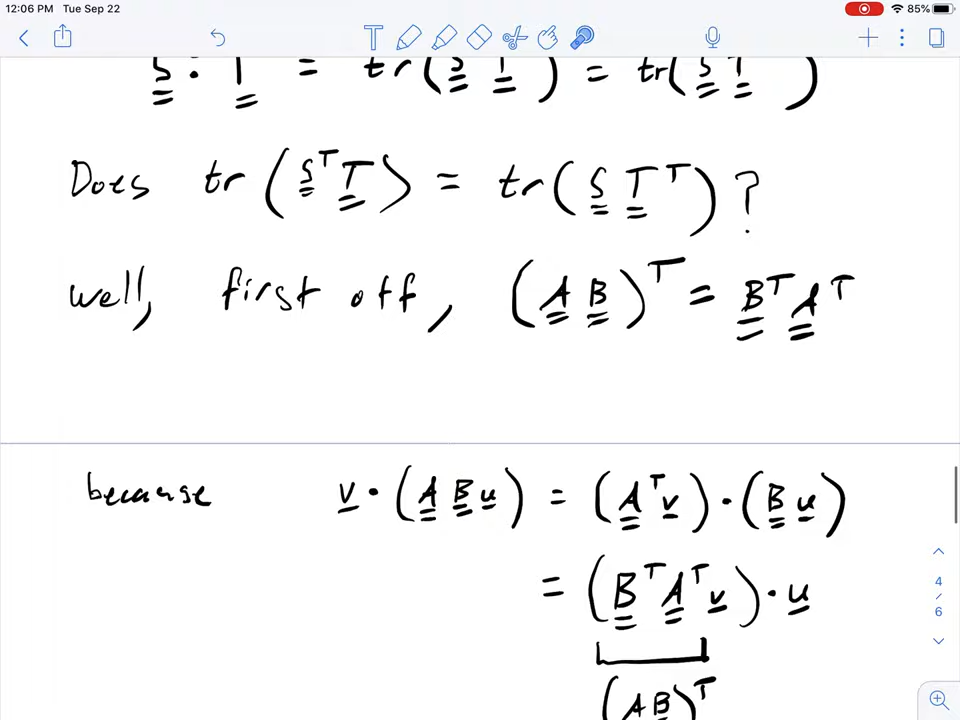 12:06 PM Tue Sep 22 85%
S : T = tr(S T) = tr(S T)
Does tr(Sᵀ T) = tr(S Tᵀ)?
well, first off, (A B)ᵀ = Bᵀ Aᵀ
because v · (A B u) = (Aᵀ v) · (B u)
= (Bᵀ Aᵀ v) · u
(AB)ᵀ
4
/
6